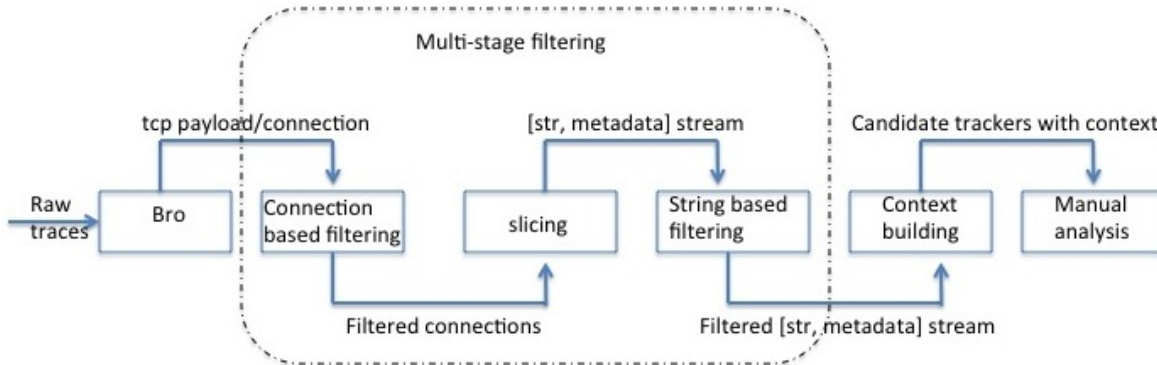 Multi-stage filtering
tcp payload/connection
[str, metadata] stream
Candidate trackers with context
Raw
traces
Bro
Connection
based filtering
slicing
String based
filtering
Context
building
Manual
analysis
Filtered connections
Filtered [str, metadata] stream